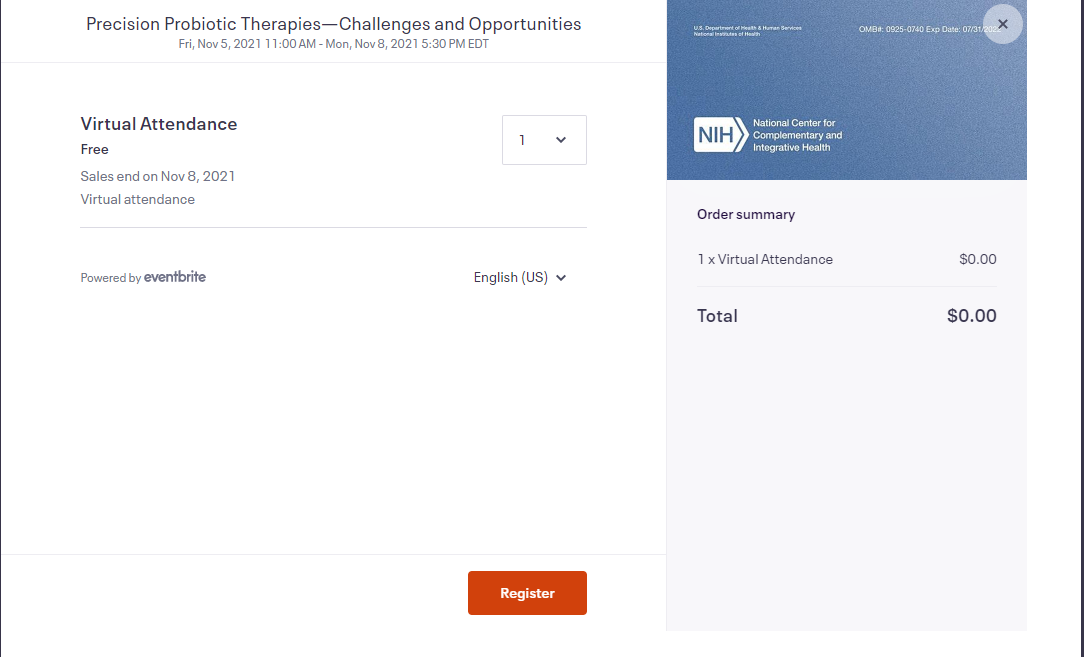 Precision Probiotic Therapies—Challenges and Opportunities
Fri, Nov 5, 2021 11:00 AM - Mon, Nov 8, 2021 5:30 PM EDT
Virtual Attendance
Free
Sales end on Nov 8, 2021
Virtual attendance
1
Powered by eventbrite
English (US)
Register
U.S. Department of Health & Human Services
National Institutes of Health
OMB#: 0925-0740 Exp Date: 07/31/2022
NIH
National Center for
Complementary and
Integrative Health
Order summary
1 x Virtual Attendance $0.00
Total $0.00